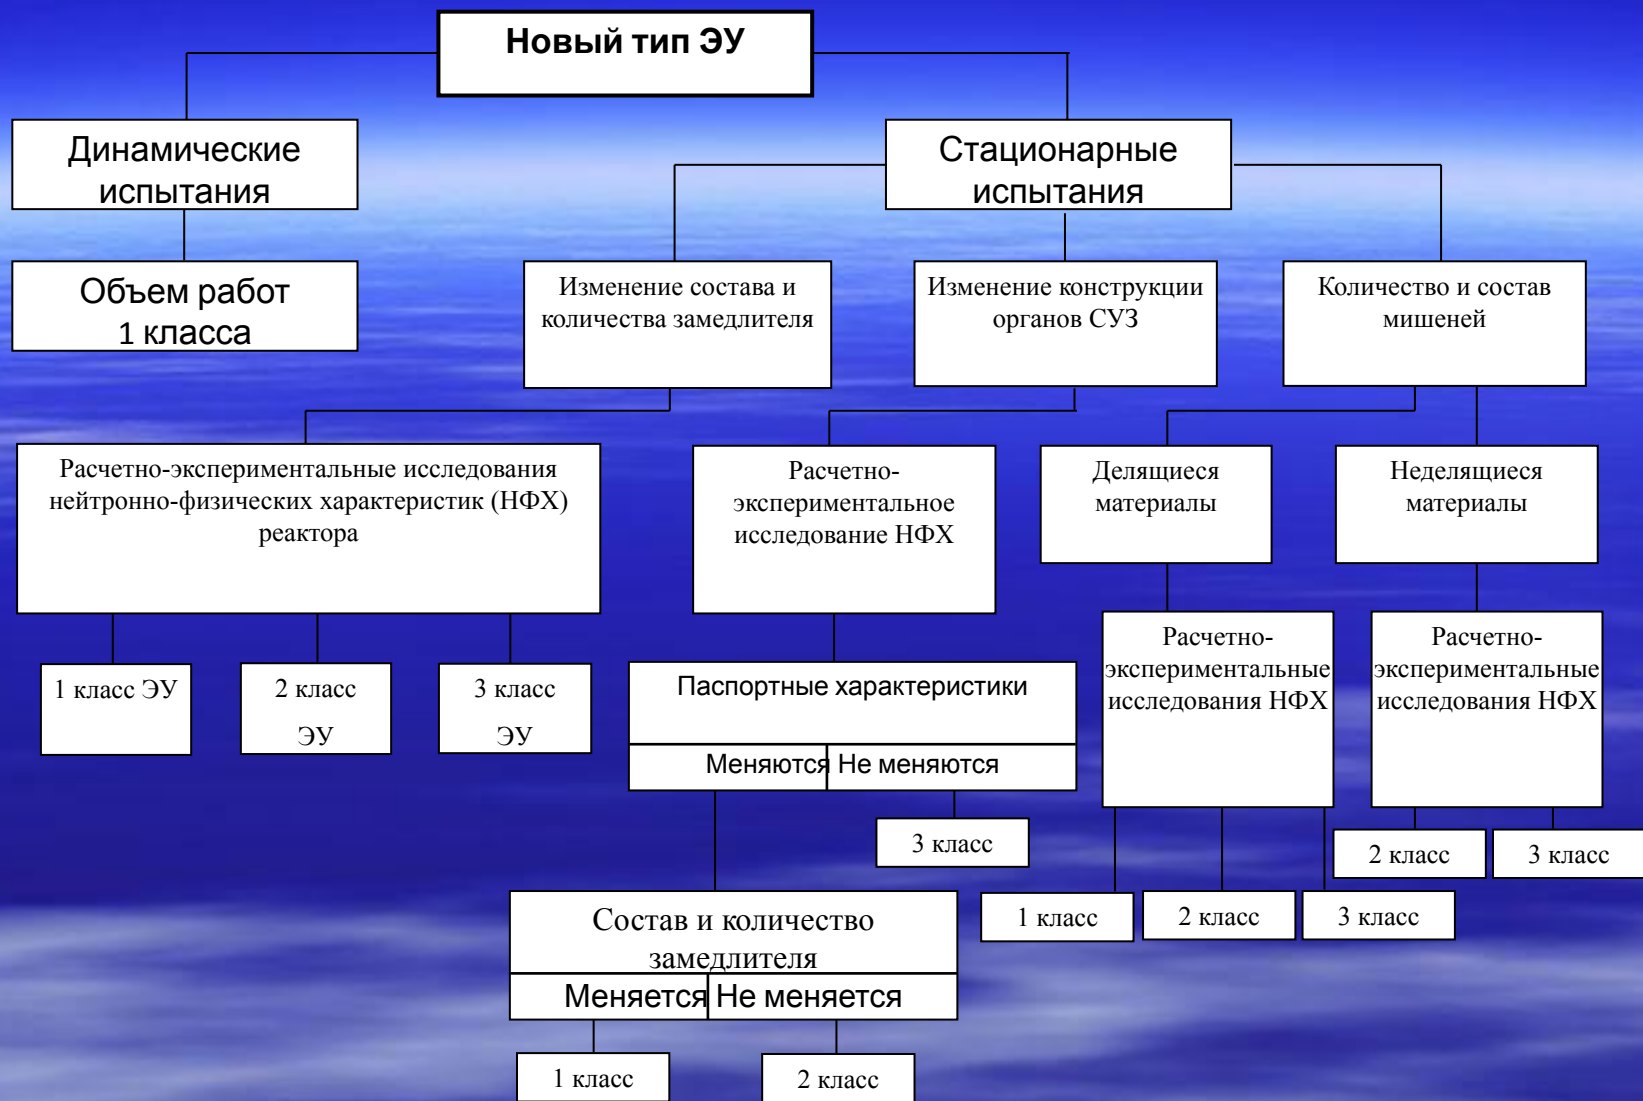 Новый тип ЭУ
Динамические
испытания
Стационарные
испытания
Объем работ
1 класса
Изменение состава и
количества замедлителя
Изменение конструкции
органов СУЗ
Количество и состав
мишеней
Расчетно-экспериментальные исследования
нейтронно-физических характеристик (НФХ)
реактора
Расчетно-
экспериментальное
исследование НФХ
Делящиеся
материалы
Неделящиеся
материалы
1 класс ЭУ
2 класс
ЭУ
3 класс
ЭУ
Паспортные характеристики
Меняются Не меняются
Расчетно-
экспериментальные
исследования НФХ
Расчетно-
экспериментальные
исследования НФХ
3 класс
2 класс
3 класс
1 класс
2 класс
3 класс
Состав и количество
замедлителя
Меняется Не меняется
1 класс
2 класс